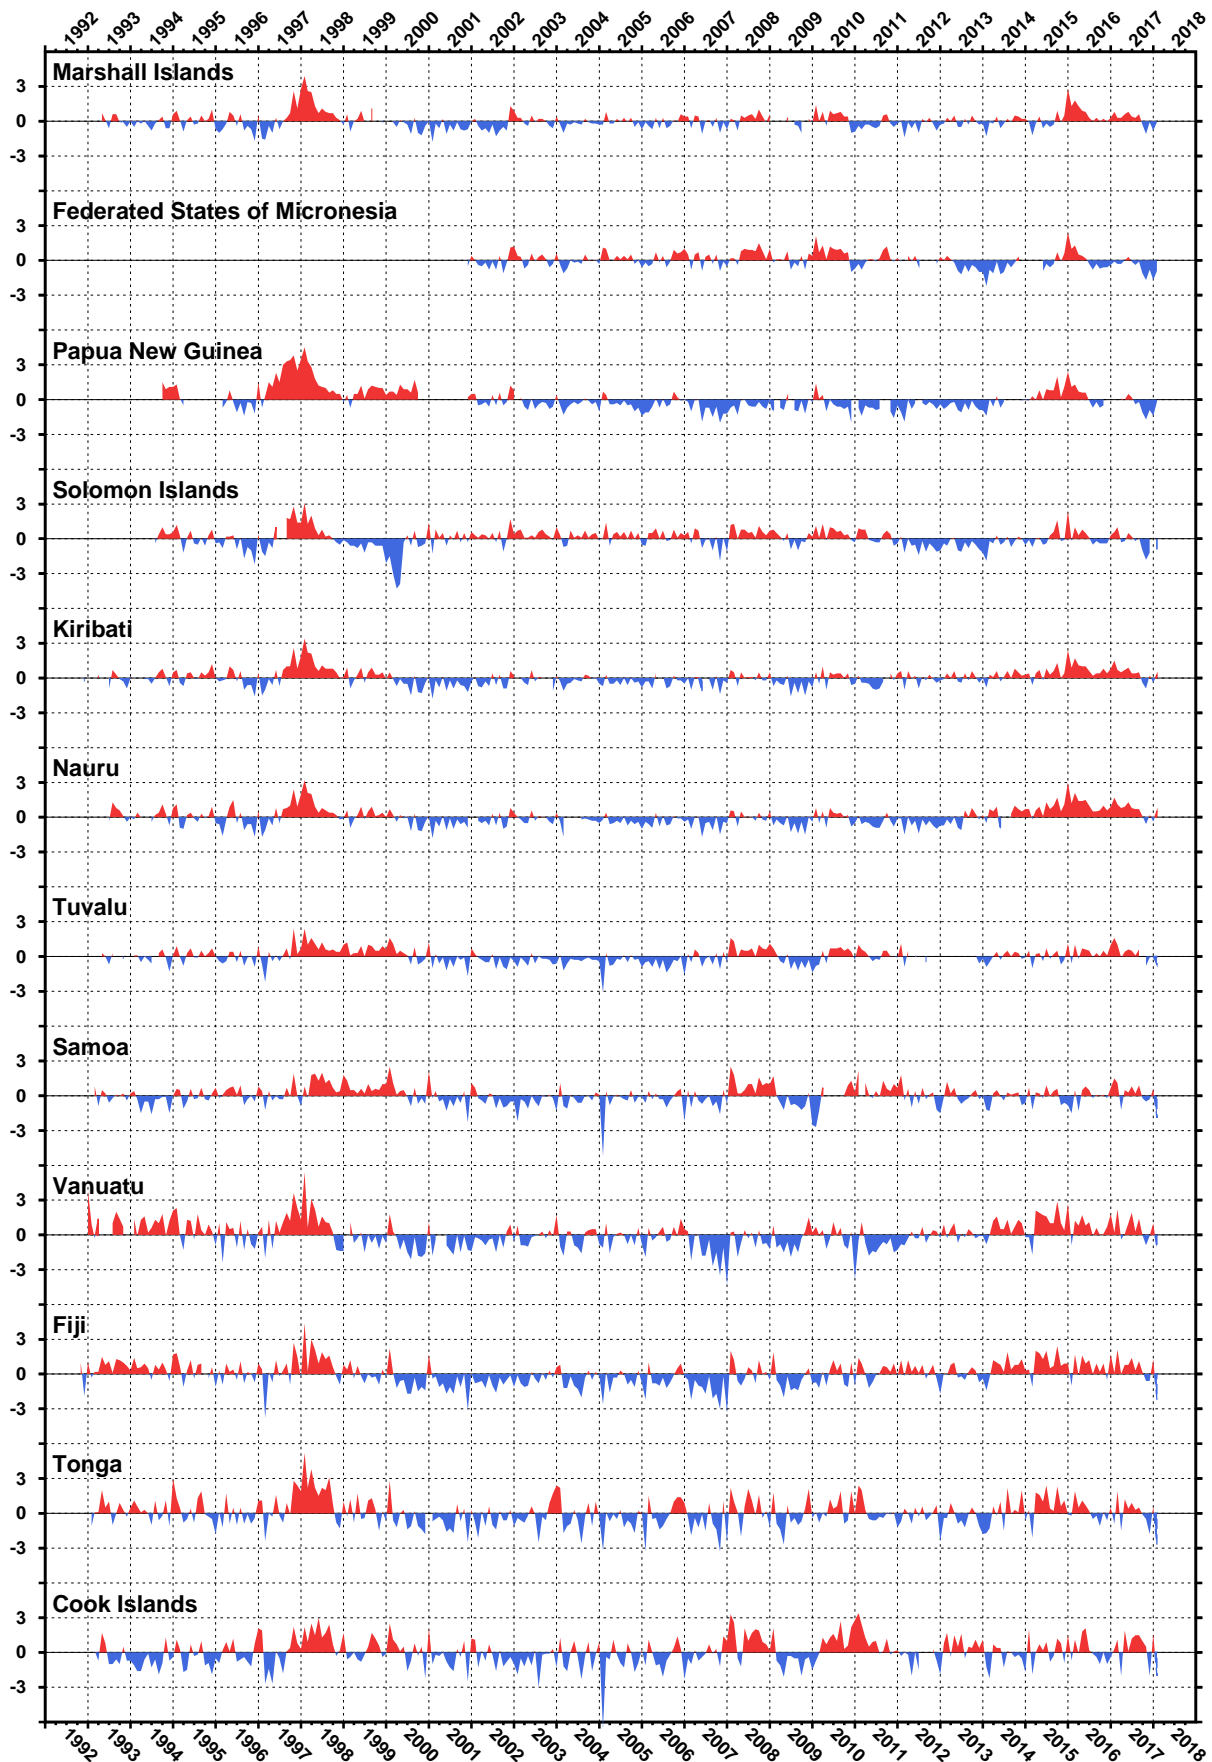 1992 1993 1994 1995 1996 1997 1998 1999 2000 2001 2002 2003 2004 2005 2006 2007 2008 2009 2010 2011 2012 2013 2014 2015 2016 2017 2018
Marshall Islands
3
0
-3
Federated States of Micronesia
3
0
-3
Papua New Guinea
3
0
-3
Solomon Islands
3
0
-3
Kiribati
3
0
-3
Nauru
3
0
-3
Tuvalu
3
0
-3
Samoa
3
0
-3
Vanuatu
3
0
-3
Fiji
3
0
-3
Tonga
3
0
-3
Cook Islands
3
0
-3
1992 1993 1994 1995 1996 1997 1998 1999 2000 2001 2002 2003 2004 2005 2006 2007 2008 2009 2010 2011 2012 2013 2014 2015 2016 2017 2018